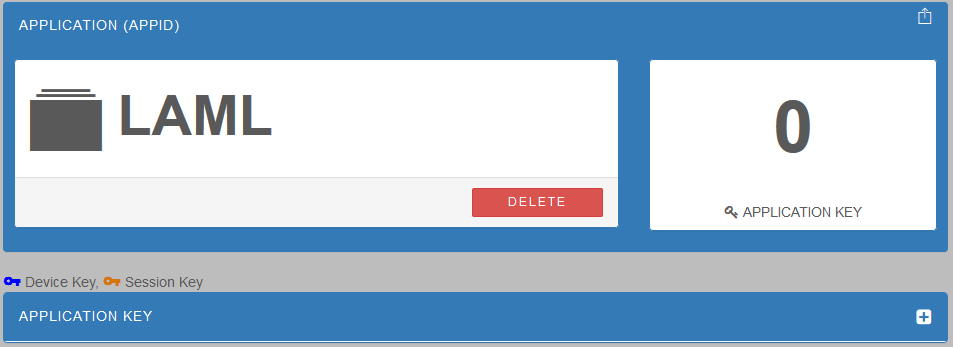 APPLICATION (APPID)
LAML
DELETE
0
APPLICATION KEY
Device Key, Session Key
APPLICATION KEY